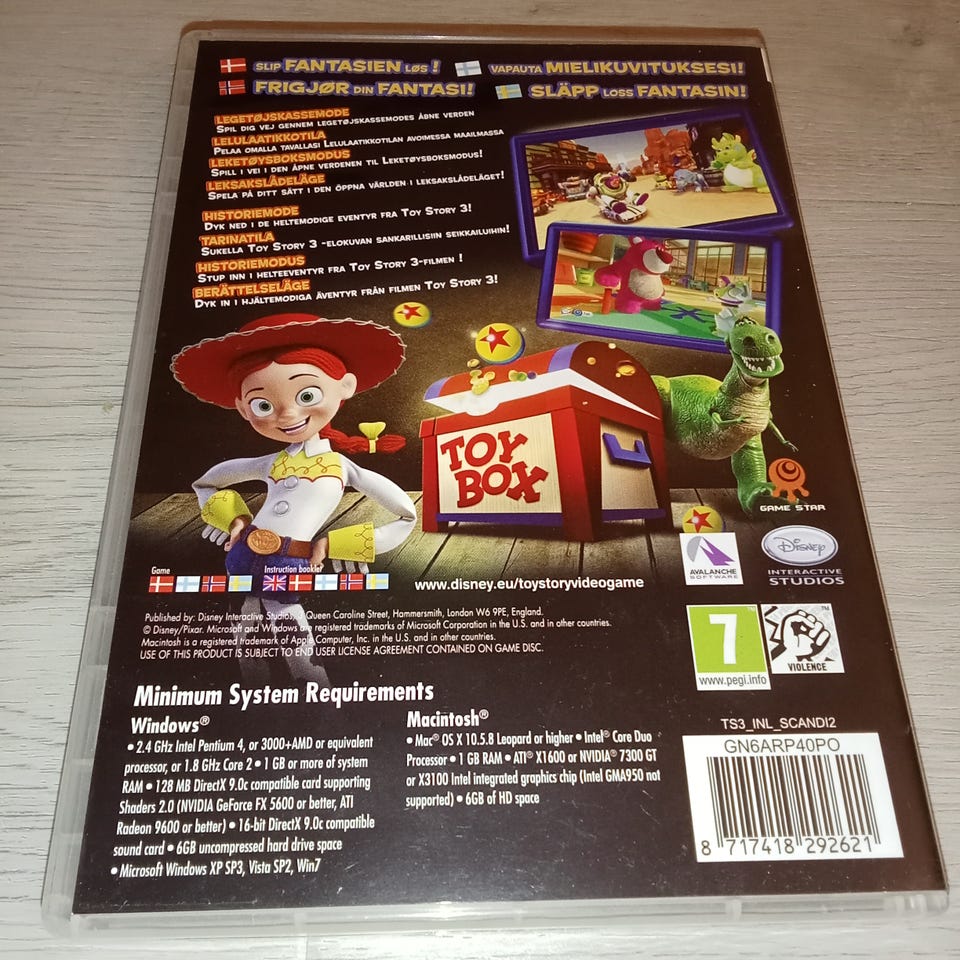 SLIP FANTASIEN LØS!
VAPAUTA MIELIKUVITUKSESI!
FRIGJØR DIN FANTASI!
SLÄPP LOSS FANTASIN!
LEGETØJSKASSEMODE
SPIL DIG VEJ GENNEM LEGETØJSKASSEMODES ÅBNE VERDEN
LELULAATIKKOTILA
PELAA OMALLA TAVALLASI LELULAATIKKOTILAN AVOIMESSA MAAILMASSA
LEKETØYSBOKSMODUS
SPILL I VEI I DEN ÅPNE VERDENEN TIL LEKETØYSBOKSMODUS!
LEKSAKSLÅDELÄGE
SPELA PÅ DITT SÄTT I DEN ÖPPNA VÄRLDEN I LEKSAKSLÅDELÄGET!
HISTORIEMODE
DYK NED I DE HELTEMODIGE EVENTYR FRA TOY STORY 3!
TARINATILA
SUKELLA TOY STORY 3 -ELOKUVAN SANKARILLISIIN SEIKKAILUIHIN!
HISTORIEMODUS
STUP INN I HELTEEVENTYR FRA TOY STORY 3-FILMEN !
BERÄTTELSELÄGE
DYK IN I HJÄLTEMODIGA ÄVENTYR FRÅN FILMEN TOY STORY 3!
TOY
BOX
GAME STAR
AVALANCHE
SOFTWARE
Disney
INTERACTIVE
STUDIOS
Game
Instruction booklet
www.disney.eu/toystoryvideogame
Published by: Disney Interactive Studios, 3 Queen Caroline Street, Hammersmith, London W6 9PE, England.
© Disney/Pixar. Microsoft and Windows are registered trademarks of Microsoft Corporation in the U.S. and in other countries.
Macintosh is a registered trademark of Apple Computer, Inc. in the U.S. and in other countries.
USE OF THIS PRODUCT IS SUBJECT TO END USER LICENSE AGREEMENT CONTAINED ON GAME DISC.
7™
www.pegi.info
™
VIOLENCE
Minimum System Requirements
Windows®
• 2.4 GHz Intel Pentium 4, or 3000+AMD or equivalent
processor, or 1.8 GHz Core 2 • 1 GB or more of system
RAM • 128 MB DirectX 9.0c compatible card supporting
Shaders 2.0 (NVIDIA GeForce FX 5600 or better, ATI
Radeon 9600 or better) • 16-bit DirectX 9.0c compatible
sound card • 6GB uncompressed hard drive space
• Microsoft Windows XP SP3, Vista SP2, Win7
Macintosh®
• Mac® OS X 10.5.8 Leopard or higher • Intel® Core Duo
Processor • 1 GB RAM • ATI® X1600 or NVIDIA® 7300 GT
or X3100 Intel integrated graphics chip (Intel GMA950 not
supported) • 6GB of HD space
TS3_INL_SCANDI2
GN6ARP40PO
8 717418 292621